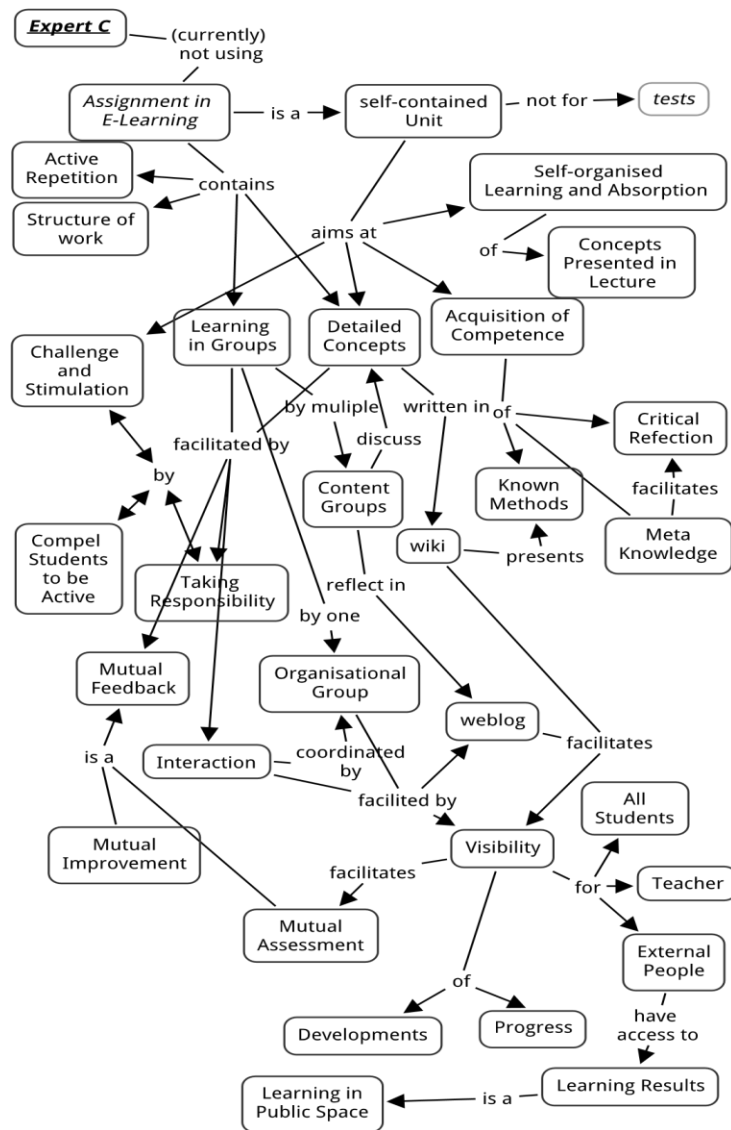 Expert C
(currently)
not using
Assignment in
E-Learning
is a
self-contained
Unit
not for
tests
Active
Repetition
contains
Structure of
work
Self-organised
Learning and Absorption
aims at
of
Concepts
Presented in
Lecture
Learning
in Groups
Detailed
Concepts
Acquisition of
Competence
Challenge
and
Stimulation
by muliple
written in
of
Critical
Refection
facilitated by
discuss
by
Content
Groups
Known
Methods
facilitates
Compel
Students
to be
Active
wiki
presents
Meta
Knowledge
Taking
Responsibility
reflect in
by one
Mutual
Feedback
Organisational
Group
weblog
facilitates
is a
Interaction
coordinated
by
facilited by
All
Students
Mutual
Improvement
Visibility
facilitates
for
Teacher
Mutual
Assessment
External
People
of
have
access to
Developments
Progress
Learning in
Public Space
is a
Learning Results